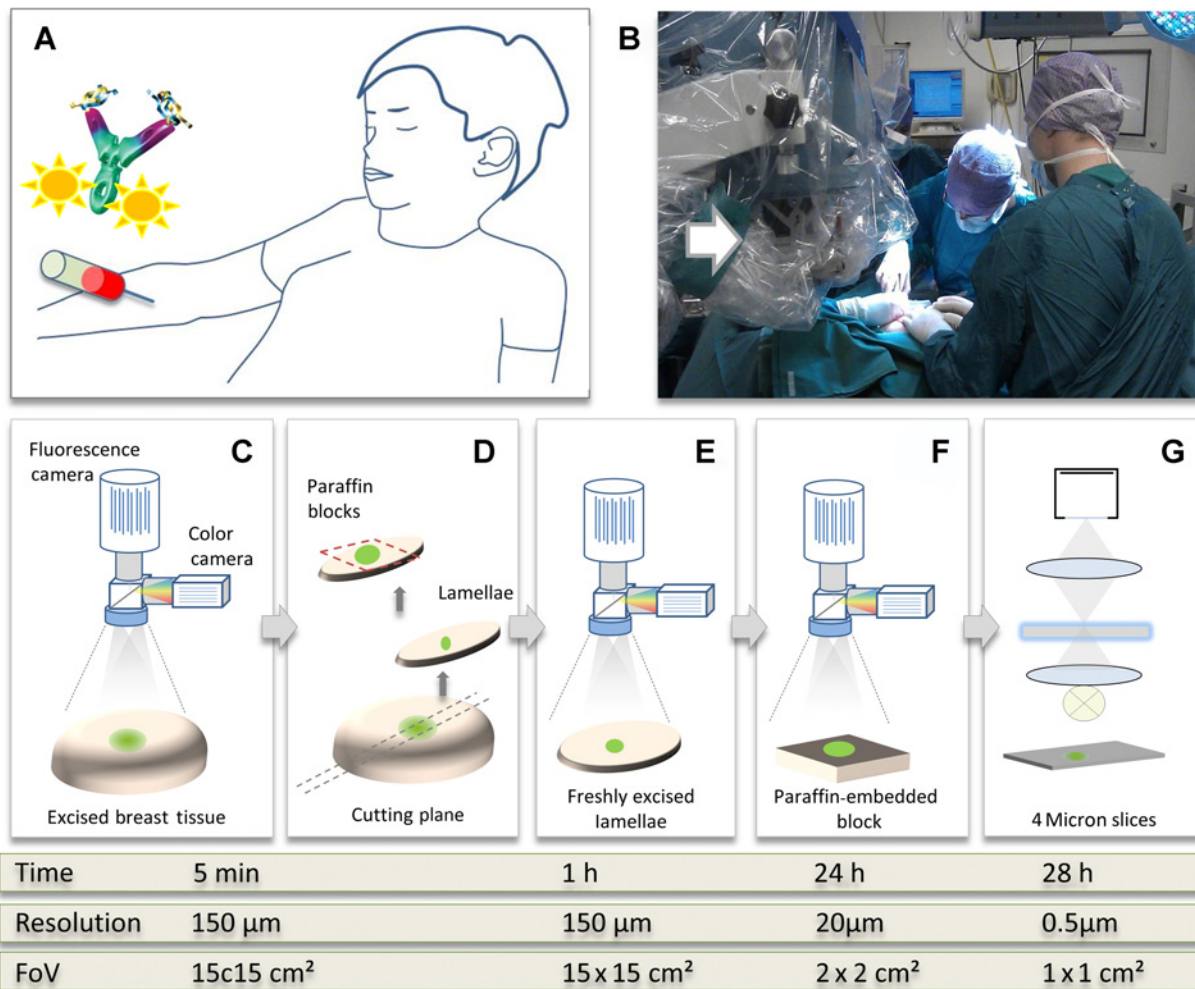 A
B
C
Fluorescence
camera
Color
camera
Excised breast tissue
D
Paraffin
blocks
Lamellae
Cutting plane
E
Freshly excised
lamellae
F
Paraffin-embedded
block
G
4 Micron slices
Time 5 min 1 h 24 h 28 h
Resolution 150 µm 150 µm 20µm 0.5µm
FoV 15c15 cm² 15 x 15 cm² 2 x 2 cm² 1 x 1 cm²